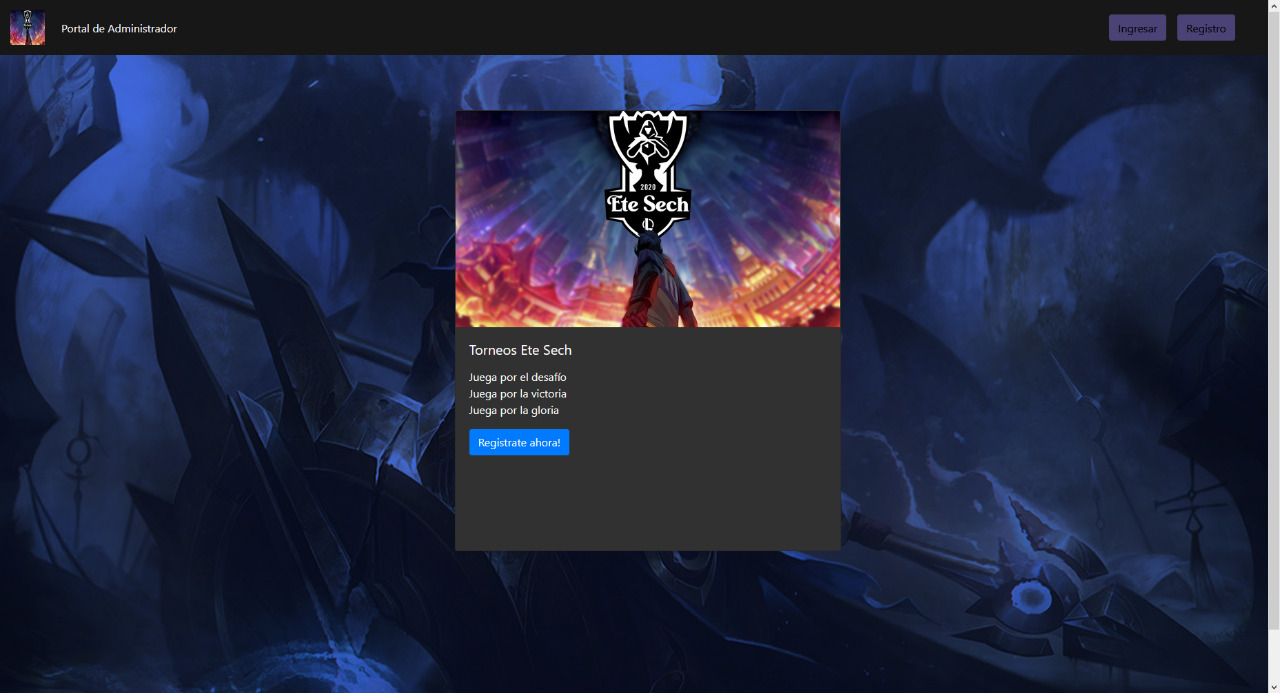 Portal de Administrador
Ingresar
Registro
2020
Ete Sech
Torneos Ete Sech
Juega por el desafío
Juega por la victoria
Juega por la gloria
Registrate ahora!